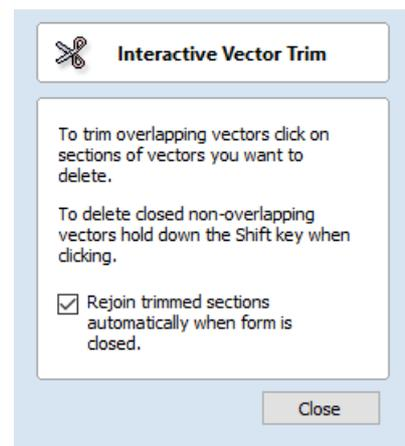 Interactive Vector Trim
To trim overlapping vectors click on
sections of vectors you want to
delete.
To delete closed non-overlapping
vectors hold down the Shift key when
clicking.
Rejoin trimmed sections
automatically when form is
closed.
Close